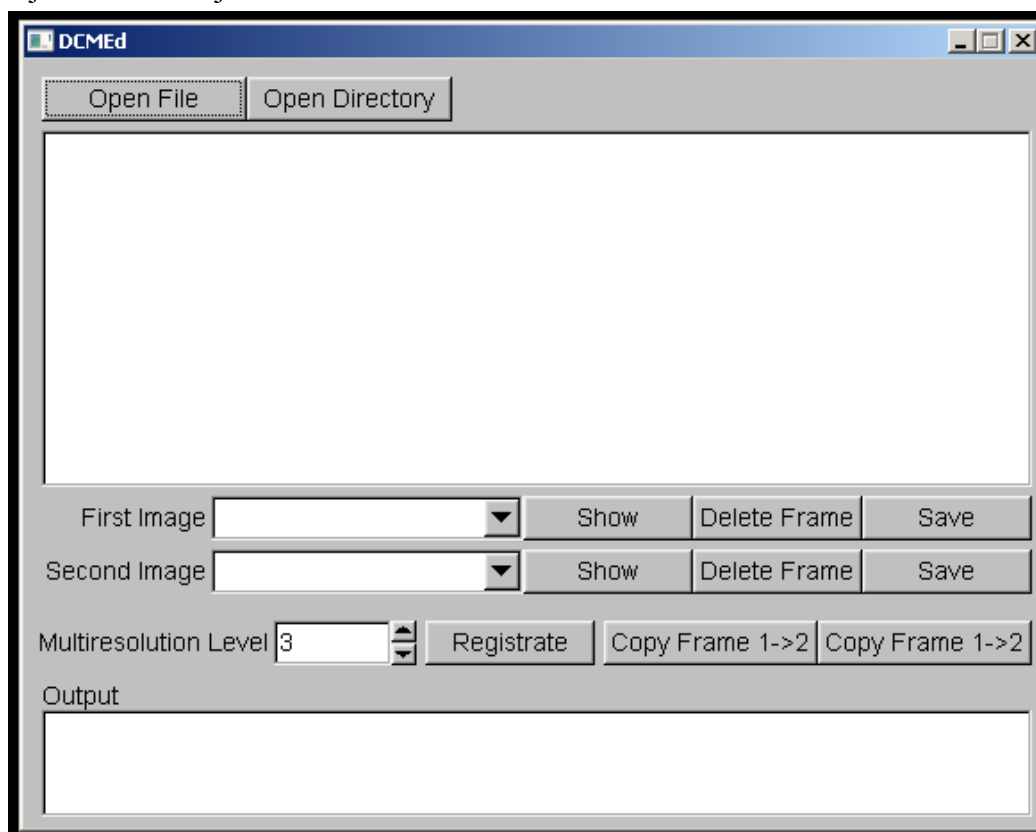 DCMEd
Open File Open Directory
First Image Show Delete Frame Save
Second Image Show Delete Frame Save
Multiresolution Level 3 Registrate Copy Frame 1->2 Copy Frame 1->2
Output